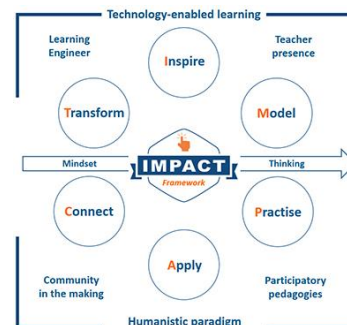 Technology-enabled learning
Learning
Engineer
Teacher
presence
Inspire
Transform
Model
Mindset
IMPACT
Thinking
Framework
Connect
Practise
Apply
Community
in the making
Participatory
pedagogies
Humanistic paradigm